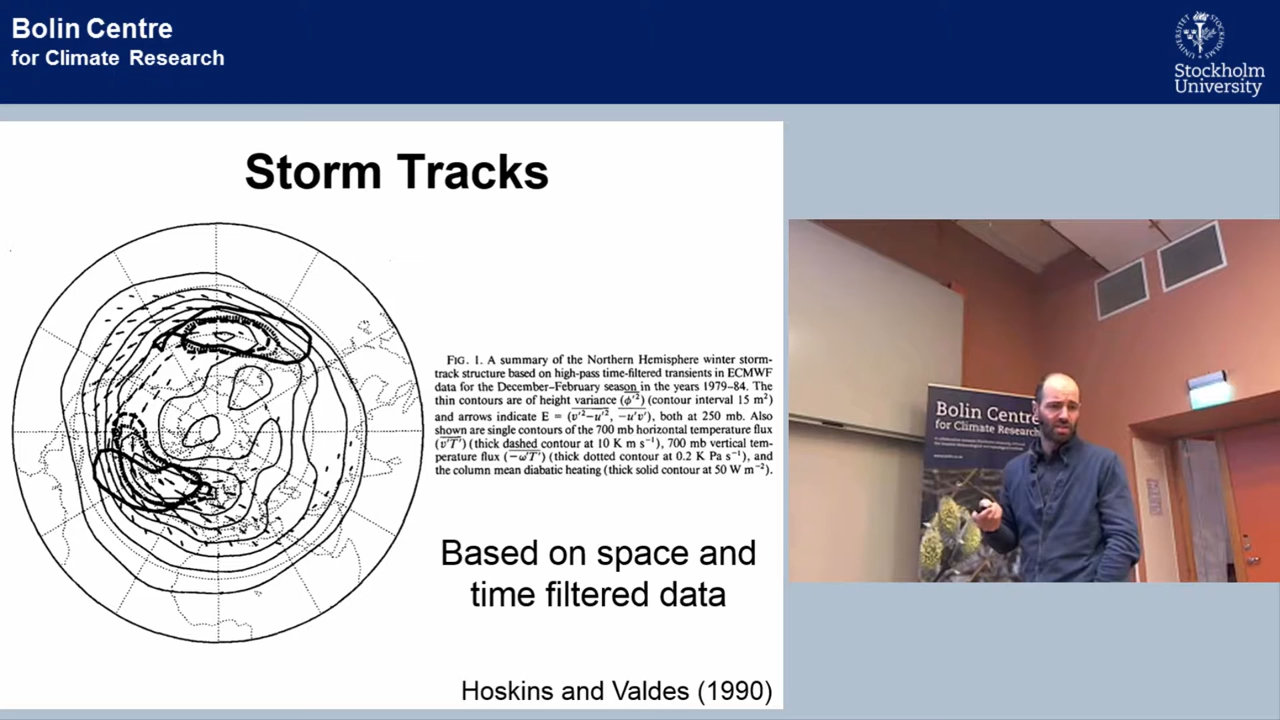 Bolin Centre
for Climate Research
Stockholm
University
Storm Tracks
FIG. 1. A summary of the Northern Hemisphere winter storm-
track structure based on high-pass time-filtered transients in ECMWF
data for the December–February season in the years 1979–84. The
thin contours are of height variance (ϕ′²) (contour interval 15 m²)
and arrows indicate E = (v′²−u′², −u′v′), both at 250 mb. Also
shown are single contours of the 700 mb horizontal temperature flux
(v′T′) (thick dashed contour at 10 K m s⁻¹), 700 mb vertical tem-
perature flux (−ω′T′) (thick dotted contour at 0.2 K Pa s⁻¹), and
the column mean diabatic heating (thick solid contour at 50 W m⁻²).
Based on space and
time filtered data
Hoskins and Valdes (1990)
Bolin Centre
for Climate Research